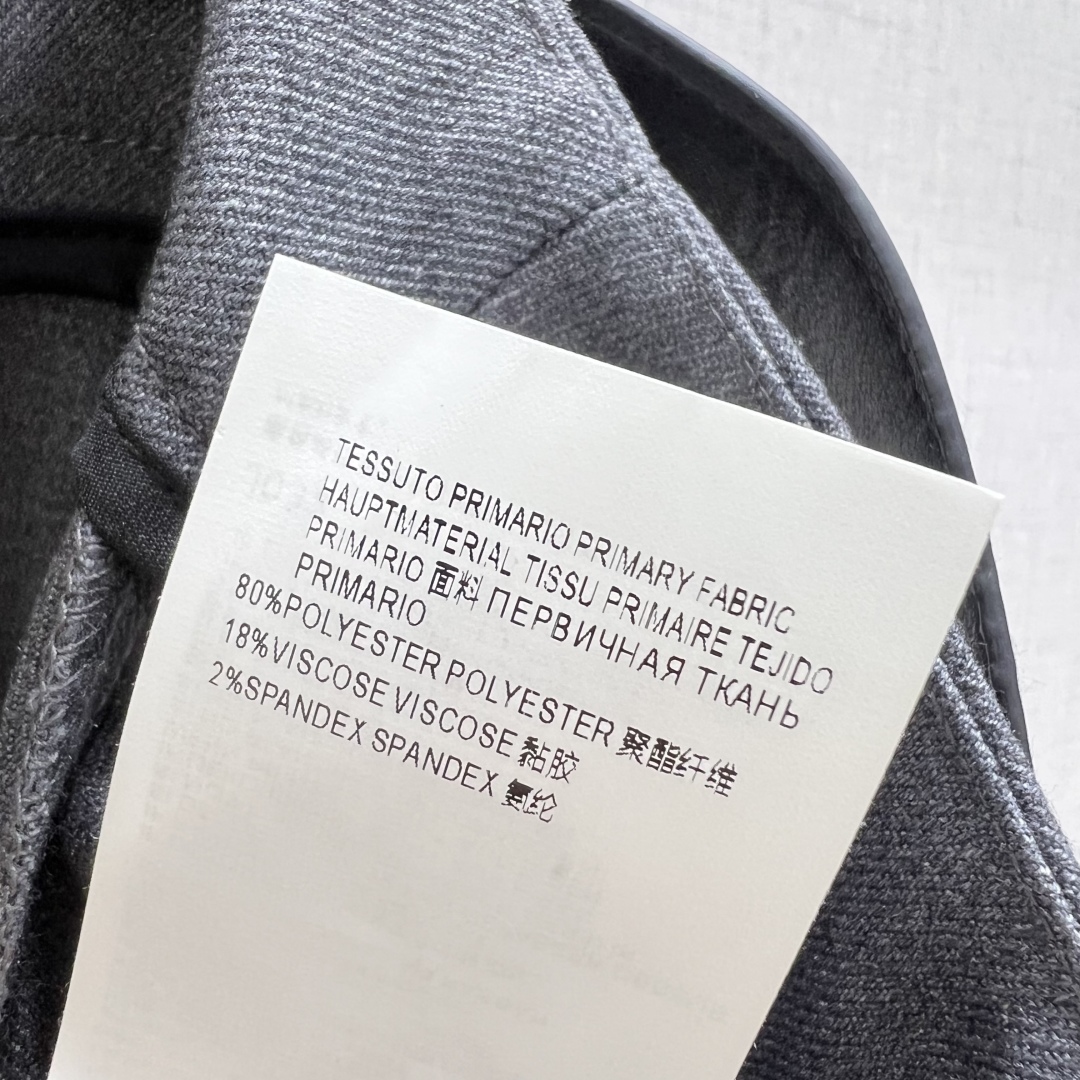 TESSUTO PRIMARIO PRIMARY FABRIC
HAUPTMATERIAL TISSU PRIMAIRE TEJIDO
PRIMARIO 面料 ПЕРВИЧНАЯ ТКАНЬ
PRIMARIO
80%POLYESTER POLYESTER 聚酯纤维
18%VISCOSE VISCOSE 黏胶
2%SPANDEX SPANDEX 氨纶